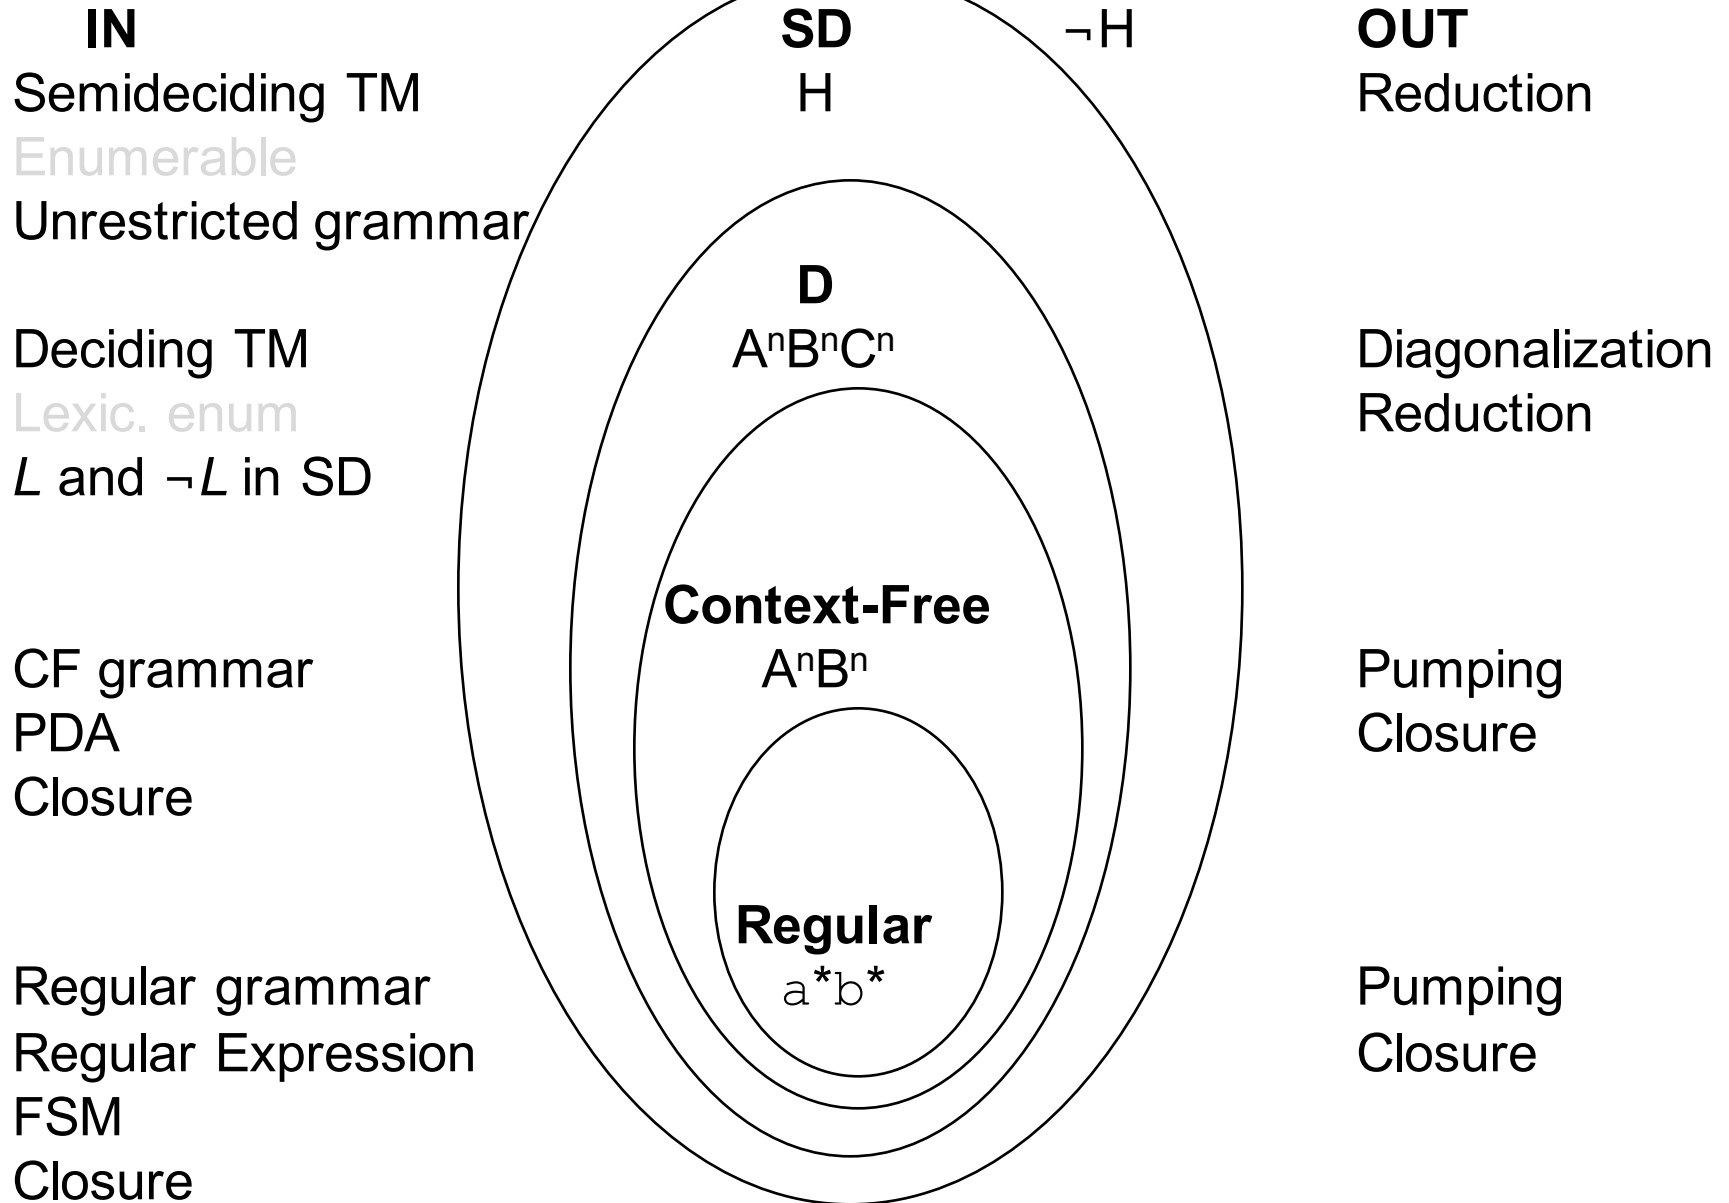 IN SD ¬H OUT
Semideciding TM H Reduction
Enumerable
Unrestricted grammar
D
Deciding TM AⁿBⁿCⁿ Diagonalization
Lexic. enum Reduction
L and ¬L in SD
Context-Free
CF grammar AⁿBⁿ Pumping
PDA Closure
Closure
Regular
Regular grammar a*b* Pumping
Regular Expression Closure
FSM
Closure